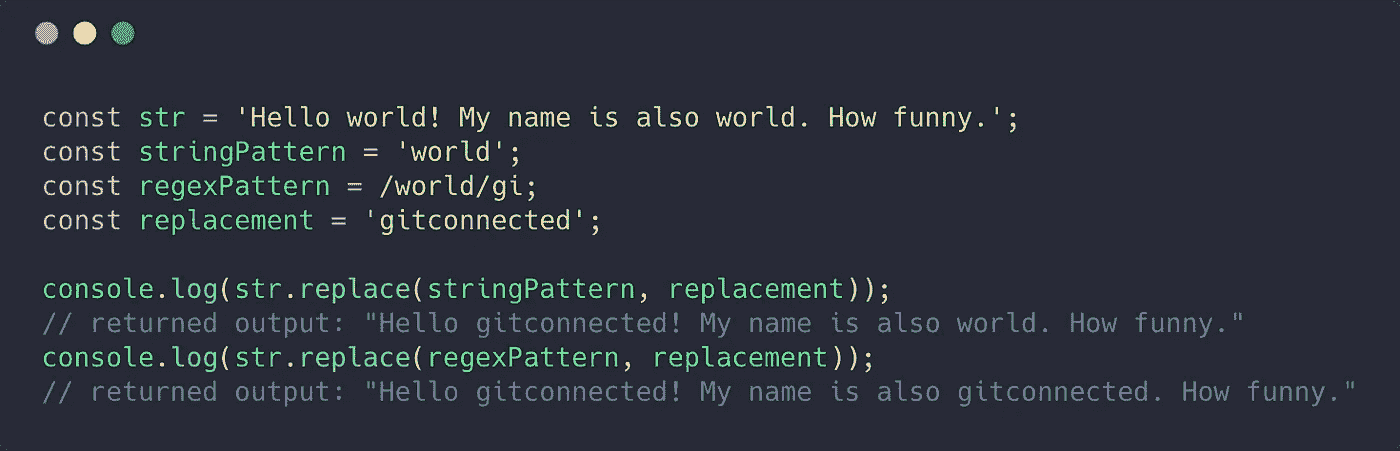 const str = 'Hello world! My name is also world. How funny.';
const stringPattern = 'world';
const regexPattern = /world/gi;
const replacement = 'gitconnected';
console.log(str.replace(stringPattern, replacement));
// returned output: "Hello gitconnected! My name is also world. How funny."
console.log(str.replace(regexPattern, replacement));
// returned output: "Hello gitconnected! My name is also gitconnected. How funny."